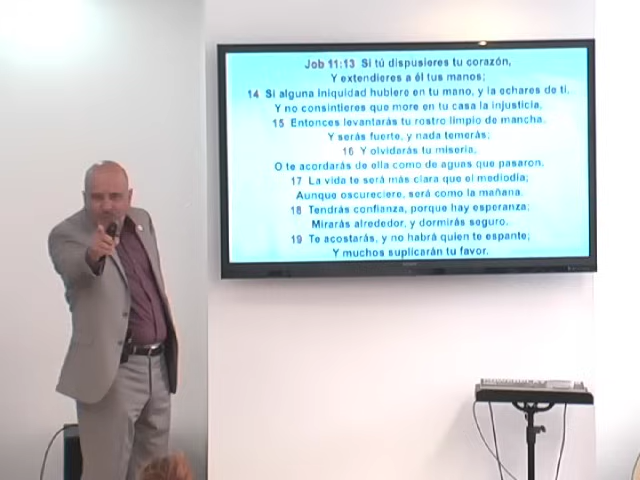 Job 11:13 Si tú dispusieres tu corazón,
Y extendieres a él tus manos;
14 Si alguna iniquidad hubiere en tu mano, y la echares de ti,
Y no consintieres que more en tu casa la injusticia,
15 Entonces levantarás tu rostro limpio de mancha,
Y serás fuerte, y nada temerás;
16 Y olvidarás tu miseria,
O te acordarás de ella como de aguas que pasaron.
17 La vida te será más clara que el mediodía;
Aunque oscureciere, será como la mañana.
18 Tendrás confianza, porque hay esperanza;
Mirarás alrededor, y dormirás seguro.
19 Te acostarás, y no habrá quien te espante;
Y muchos suplicarán tu favor.